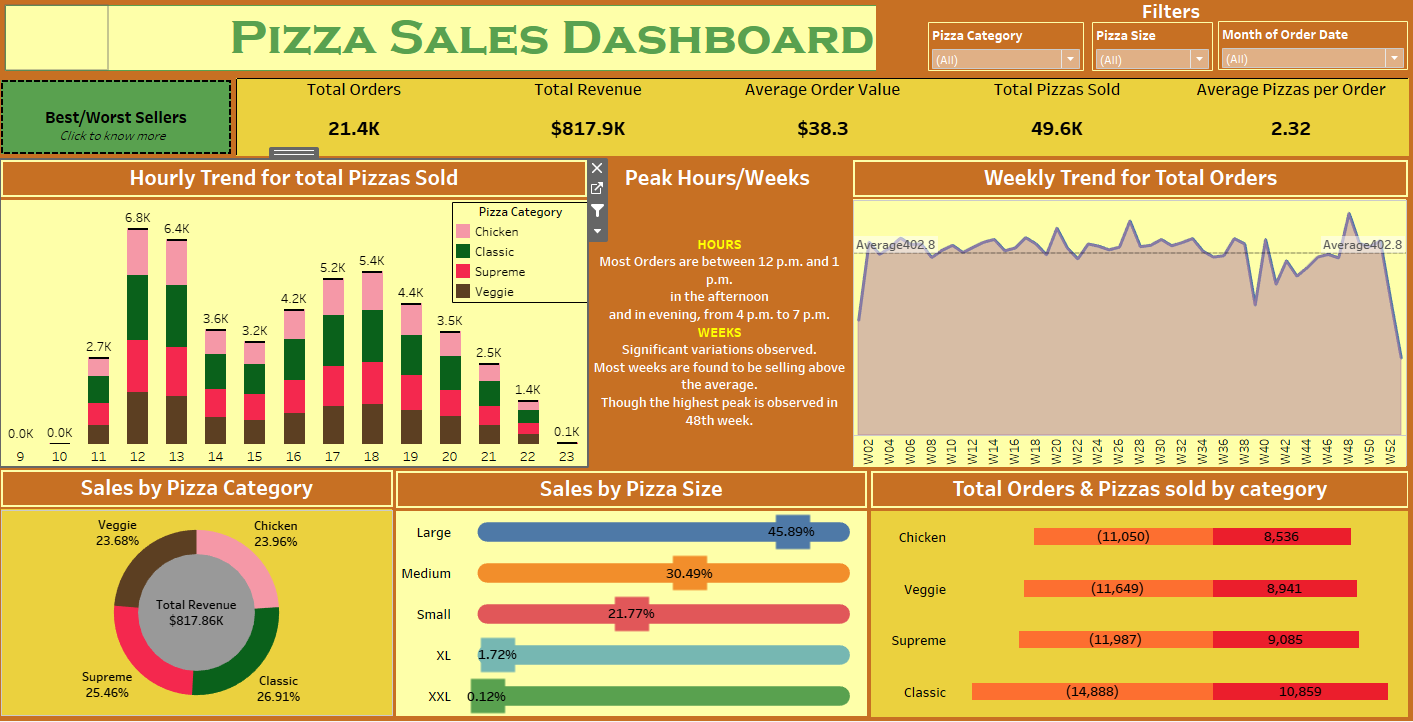 Pizza Sales Dashboard
Filters
Pizza Category
(All)
Pizza Size
(All)
Month of Order Date
(All)
Best/Worst Sellers
Click to know more
Total Orders
21.4K
Total Revenue
$817.9K
Average Order Value
$38.3
Total Pizzas Sold
49.6K
Average Pizzas per Order
2.32
Hourly Trend for total Pizzas Sold
Pizza Category
Chicken
Classic
Supreme
Veggie
0.0K
0.0K
2.7K
6.8K
6.4K
3.6K
3.2K
4.2K
5.2K
5.4K
4.4K
3.5K
2.5K
1.4K
0.1K
9 10 11 12 13 14 15 16 17 18 19 20 21 22 23
Peak Hours/Weeks
HOURS
Most Orders are between 12 p.m. and 1
p.m.
in the afternoon
and in evening, from 4 p.m. to 7 p.m.
WEEKS
Significant variations observed.
Most weeks are found to be selling above
the average.
Though the highest peak is observed in
48th week.
Weekly Trend for Total Orders
Average402.8
Average402.8
W02 W04 W06 W08 W10 W12 W14 W16 W18 W20 W22 W24 W26 W28 W30 W32 W34 W36 W38 W40 W42 W44 W46 W48 W50 W52
Sales by Pizza Category
Veggie
23.68%
Chicken
23.96%
Total Revenue
$817.86K
Supreme
25.46%
Classic
26.91%
Sales by Pizza Size
Large 45.89%
Medium 30.49%
Small 21.77%
XL 1.72%
XXL 0.12%
Total Orders & Pizzas sold by category
Chicken (11,050) 8,536
Veggie (11,649) 8,941
Supreme (11,987) 9,085
Classic (14,888) 10,859